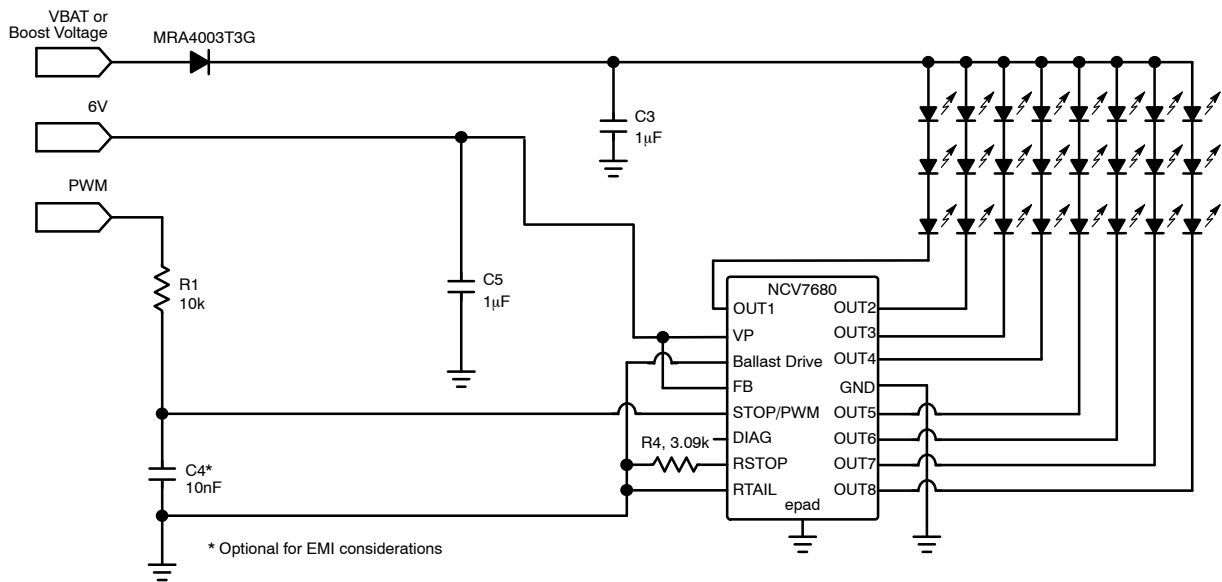 VBAT or
Boost Voltage
MRA4003T3G
6V
C3
1μF
PWM
R1
10k
C5
1μF
NCV7680
OUT1
OUT2
VP
OUT3
Ballast Drive
OUT4
FB
GND
STOP/PWM
OUT5
R4, 3.09k
DIAG
OUT6
RSTOP
OUT7
RTAIL
OUT8
epad
C4*
10nF
* Optional for EMI considerations